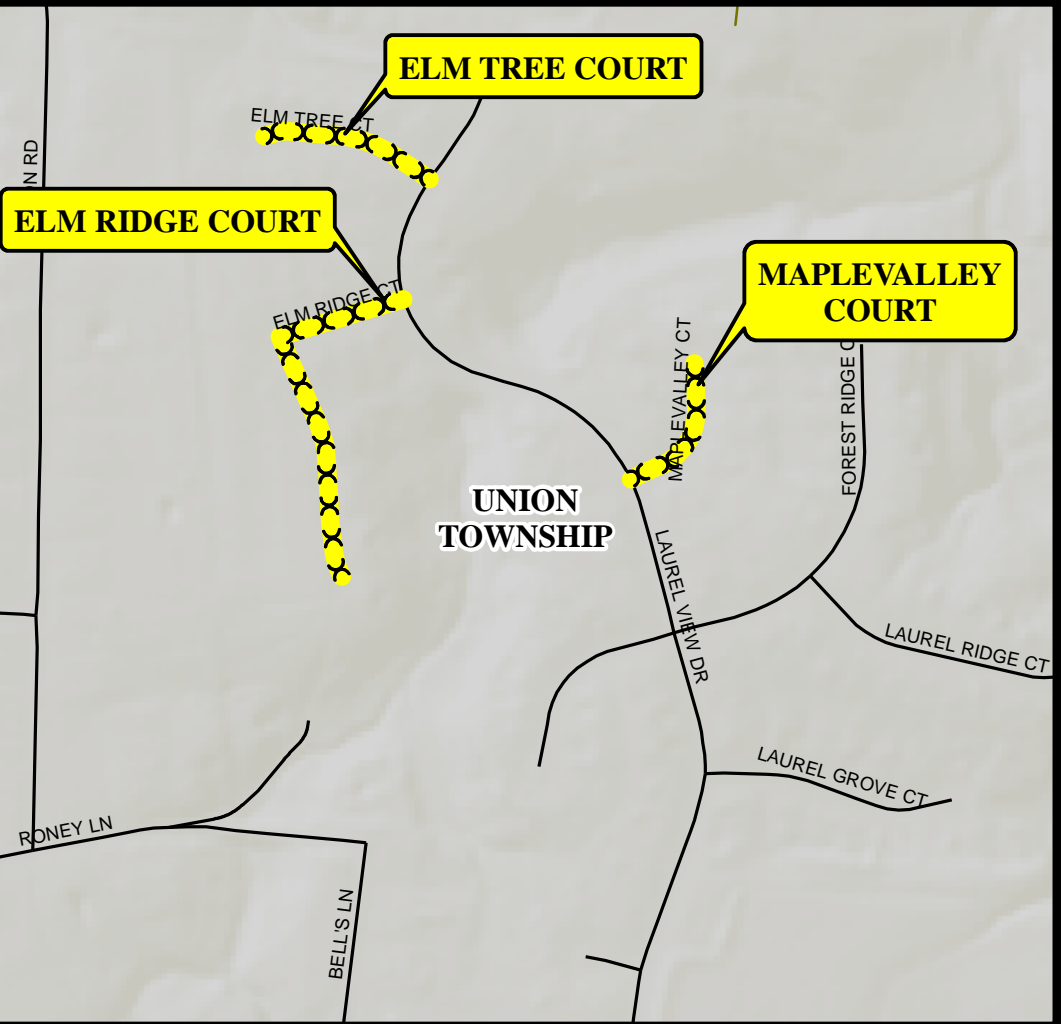 ELM TREE COURT
ELM TREE CT
RD
ELM RIDGE COURT
ELM RIDGE CT
MAPLEVALLEY
COURT
MAPLEVALLEY CT
FOREST RIDGE
UNION
TOWNSHIP
LAUREL VIEW DR
LAUREL RIDGE CT
LAUREL GROVE CT
RONEY LN
BELL'S LN